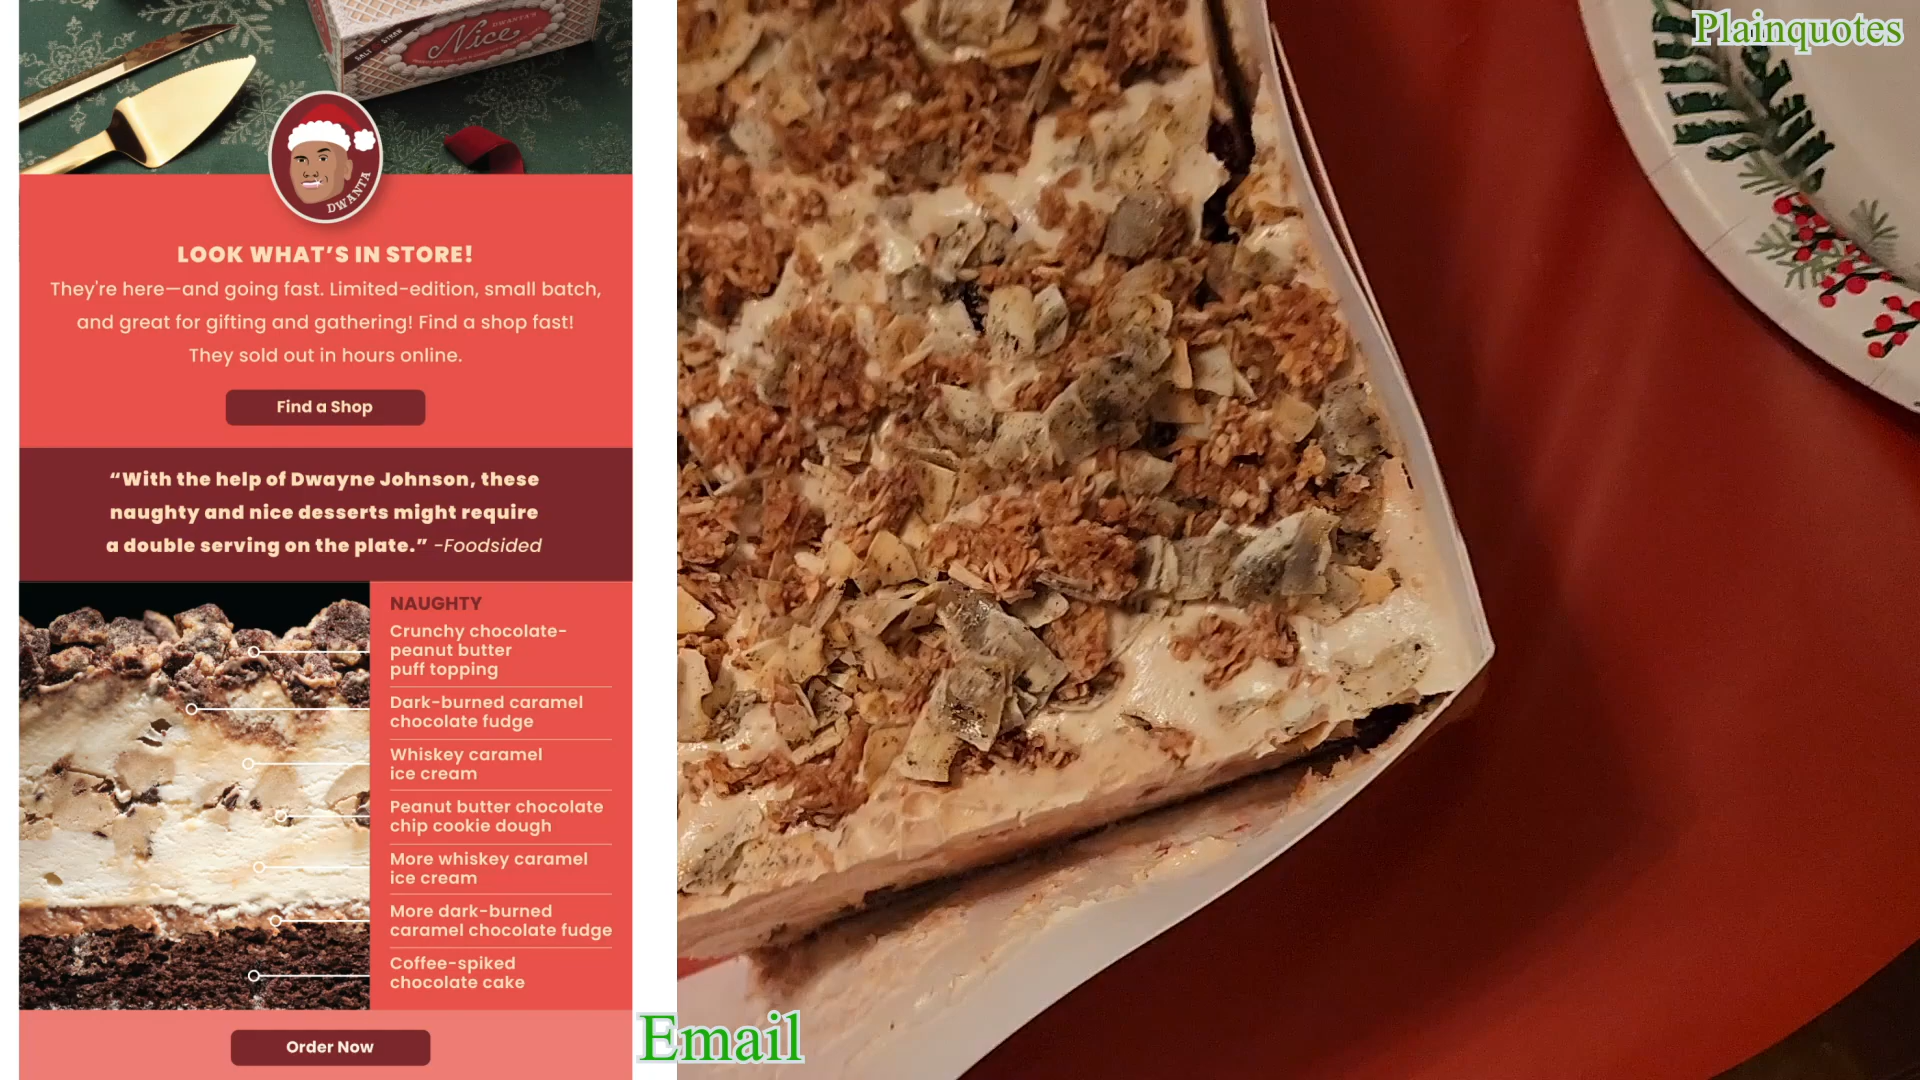 Plainquotes
DWANTA'S
Nice
SALT & STRAW
DWANTA
LOOK WHAT'S IN STORE!
They're here—and going fast. Limited-edition, small batch,
and great for gifting and gathering! Find a shop fast!
They sold out in hours online.
Find a Shop
“With the help of Dwayne Johnson, these
naughty and nice desserts might require
a double serving on the plate.” -Foodsided
NAUGHTY
Crunchy chocolate-
peanut butter
puff topping
Dark-burned caramel
chocolate fudge
Whiskey caramel
ice cream
Peanut butter chocolate
chip cookie dough
More whiskey caramel
ice cream
More dark-burned
caramel chocolate fudge
Coffee-spiked
chocolate cake
Order Now
Email